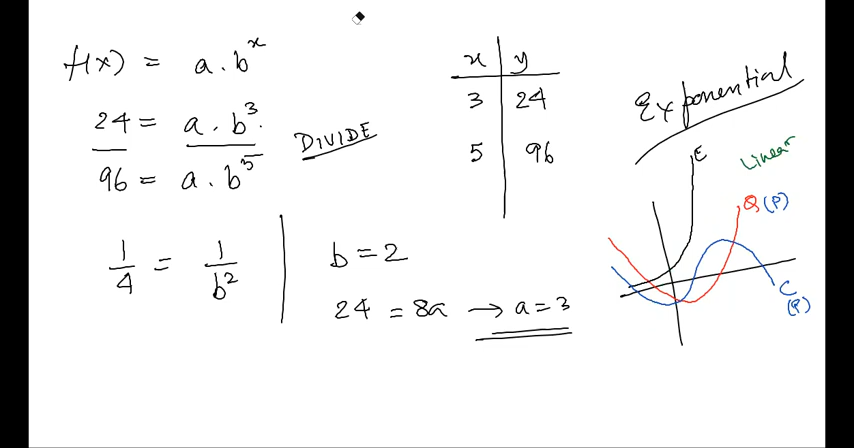 f(x) = a . b^x
24 = a . b^3
96 = a . b^5
DIVIDE
1/4 = 1/b^2
b = 2
24 = 8a → a = 3
x y
3 24
5 96
Exponential
E
Linear
Q (P)
C
(P)